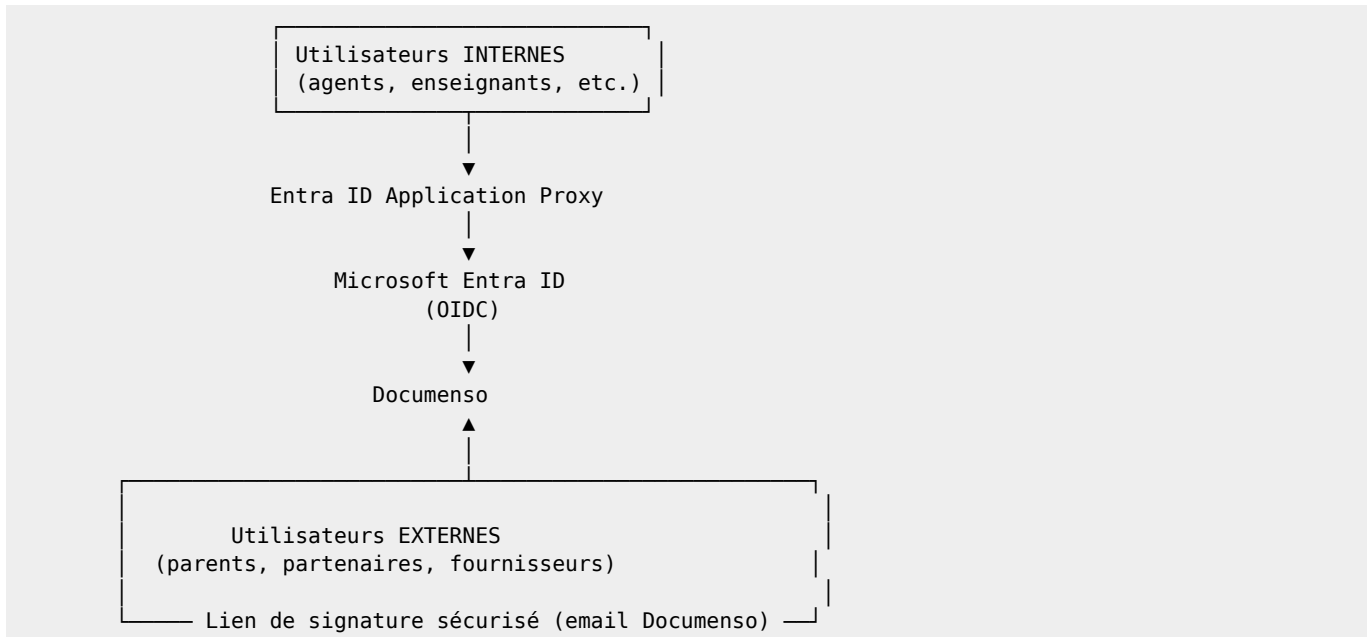 Utilisateurs INTERNES
(agents, enseignants, etc.)
Entra ID Application Proxy
Microsoft Entra ID
(OIDC)
Documenso
Utilisateurs EXTERNES
(parents, partenaires, fournisseurs)
Lien de signature sécurisé (email Documenso)